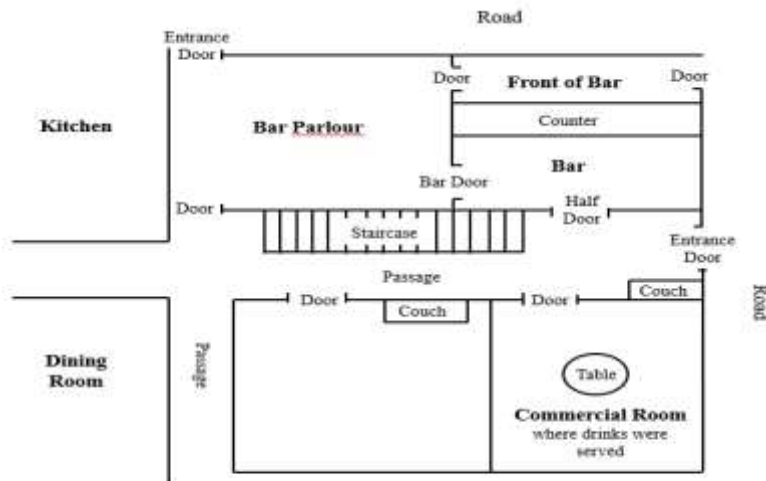 Road
Entrance
Door
Door
Front of Bar
Door
Kitchen
Bar Parlour
Counter
Bar
Bar Door
Half
Door
Door
Staircase
Entrance
Door
Passage
Couch
Door
Couch
Door
Road
Dining
Room
Passage
Table
Commercial Room
where drinks were
served